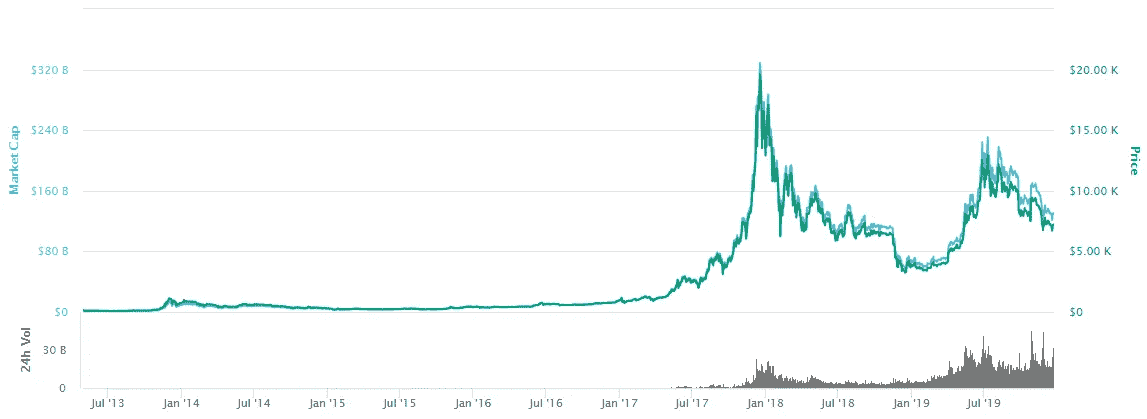 $320 B
$240 B
$160 B
$80 B
$0
Market Cap
$20.00 K
$15.00 K
$10.00 K
$5.00 K
$0
Price
24h Vol
30 B
0
Jul '13 Jan '14 Jul '14 Jan '15 Jul '15 Jan '16 Jul '16 Jan '17 Jul '17 Jan '18 Jul '18 Jan '19 Jul '19